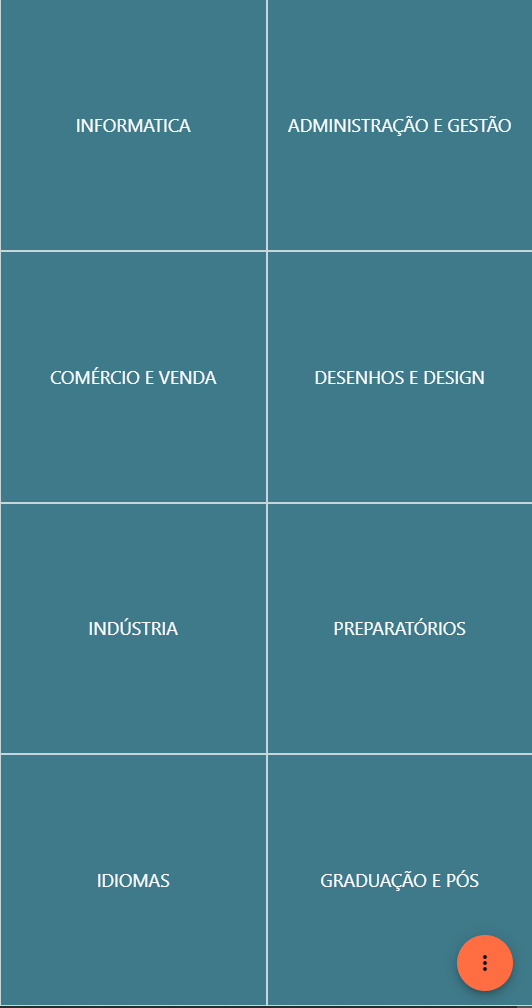 INFORMATICA
ADMINISTRAÇÃO E GESTÃO
COMÉRCIO E VENDA
DESENHOS E DESIGN
INDÚSTRIA
PREPARATÓRIOS
IDIOMAS
GRADUAÇÃO E PÓS